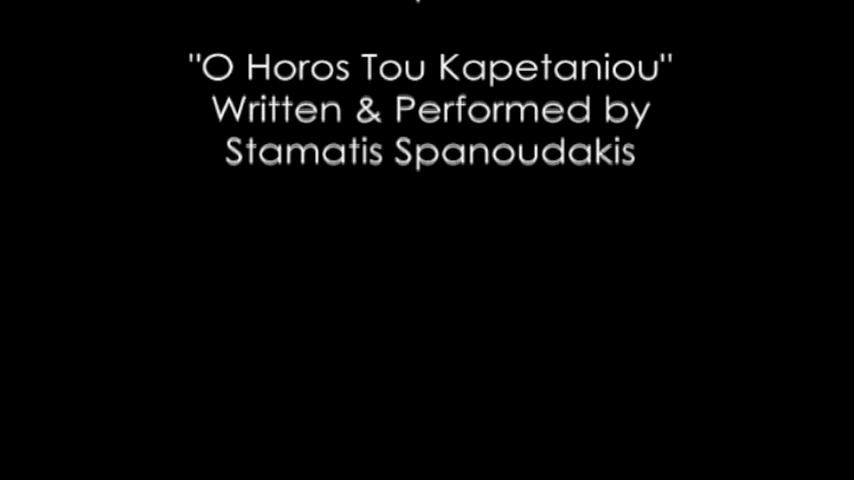 "O Horos Tou Kapetaniou"
Written & Performed by
Stamatis Spanoudakis